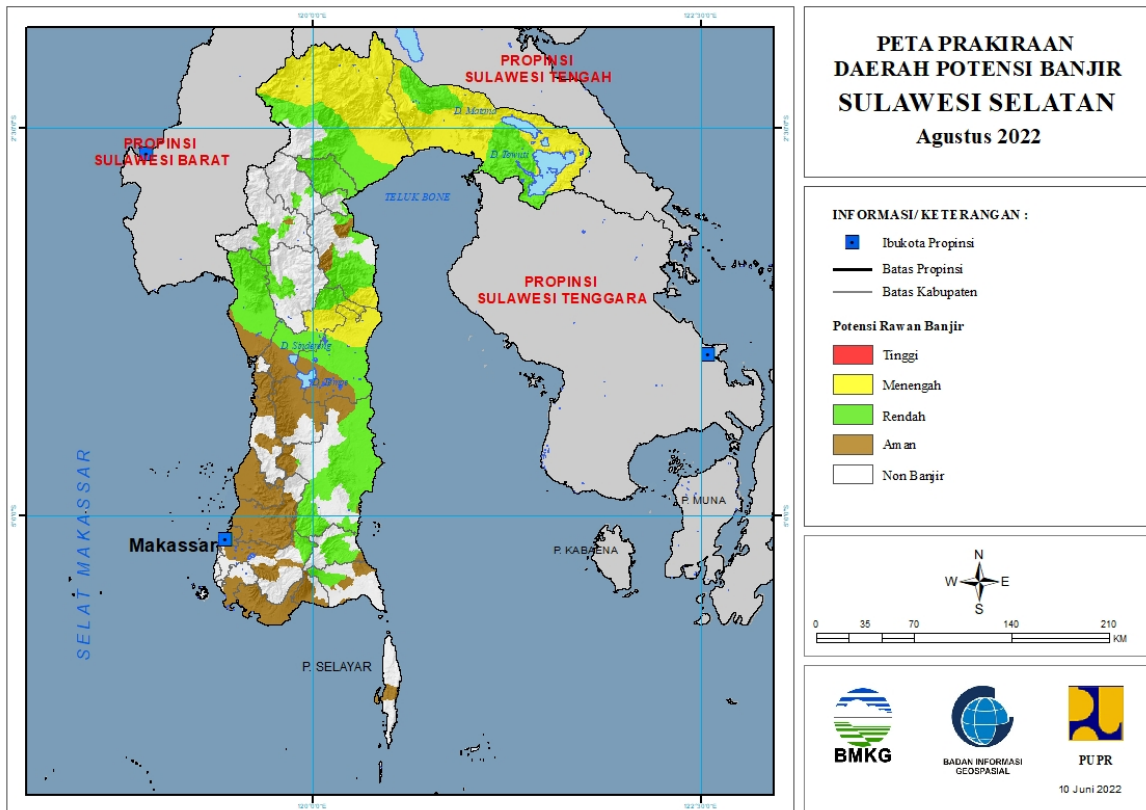 PETA PRAKIRAAN
DAERAH POTENSI BANJIR
SULAWESI SELATAN
Agustus 2022
INFORMASI/ KETERANGAN :
Ibukota Propinsi
Batas Propinsi
Batas Kabupaten
Potensi Rawan Banjir
Tinggi
Menengah
Rendah
Aman
Non Banjir
N
W E
S
0 35 70 140 210
KM
BMKG
BADAN INFORMASI
GEOSPASIAL
PUPR
10 Juni 2022
PROPINSI
SULAWESI TENGAH
PROPINSI
SULAWESI BARAT
D. Matana
D. Towuti
TELUK BONE
PROPINSI
SULAWESI TENGGARA
D. Sindereng
SELAT MAKASSAR
Makassar
P. MUNA
P. KABAENA
P. SELAYAR